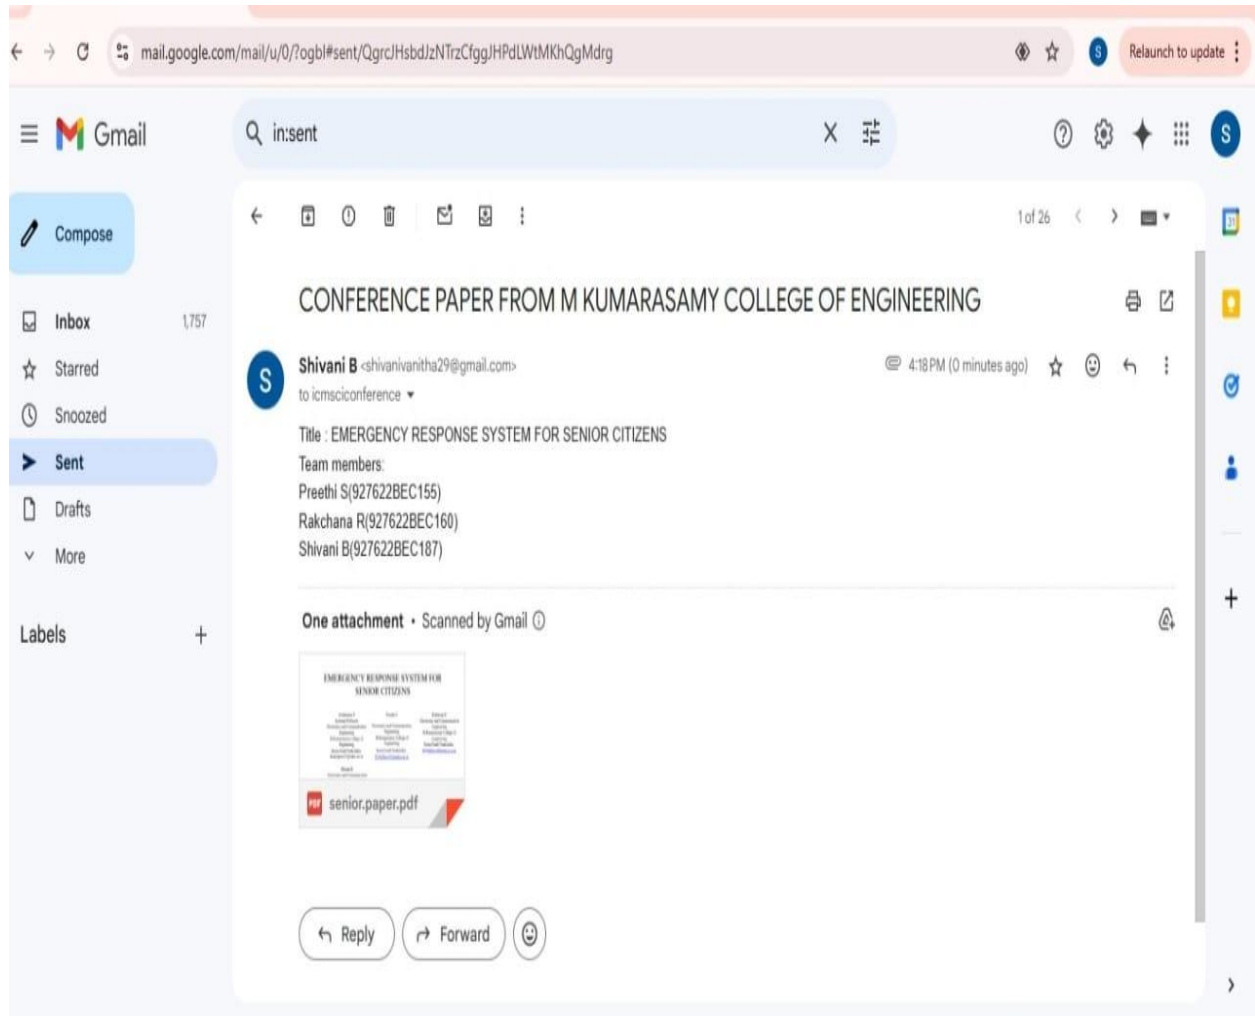 mail.google.com/mail/u/0/?ogbl#sent/QgrcJHsbdJzNTrzCfggJHPdLWtMKhQgMdrg
S
Relaunch to update
Gmail
in:sent
S
Compose
1 of 26
31
CONFERENCE PAPER FROM M KUMARASAMY COLLEGE OF ENGINEERING
Inbox 1,757
Starred
Snoozed
Sent
Drafts
More
Labels
S
Shivani B <shivanivanitha29@gmail.com>
4:18 PM (0 minutes ago)
to icmsciconference
Title : EMERGENCY RESPONSE SYSTEM FOR SENIOR CITIZENS
Team members:
Preethi S(927622BEC155)
Rakchana R(927622BEC160)
Shivani B(927622BEC187)
One attachment • Scanned by Gmail
EMERGENCY RESPONSE SYSTEM FOR
SENIOR CITIZENS
PDF senior.paper.pdf
Reply
Forward